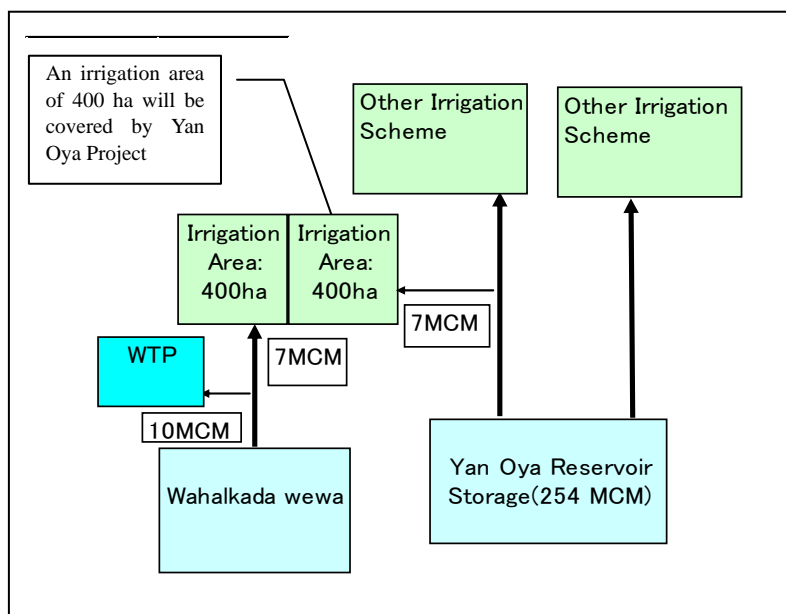 An irrigation area
of 400 ha will be
covered by Yan
Oya Project
Other Irrigation
Scheme
Other Irrigation
Scheme
Irrigation
Area:
400ha
Irrigation
Area:
400ha
7MCM
WTP
7MCM
10MCM
Wahalkada wewa
Yan Oya Reservoir
Storage(254 MCM)